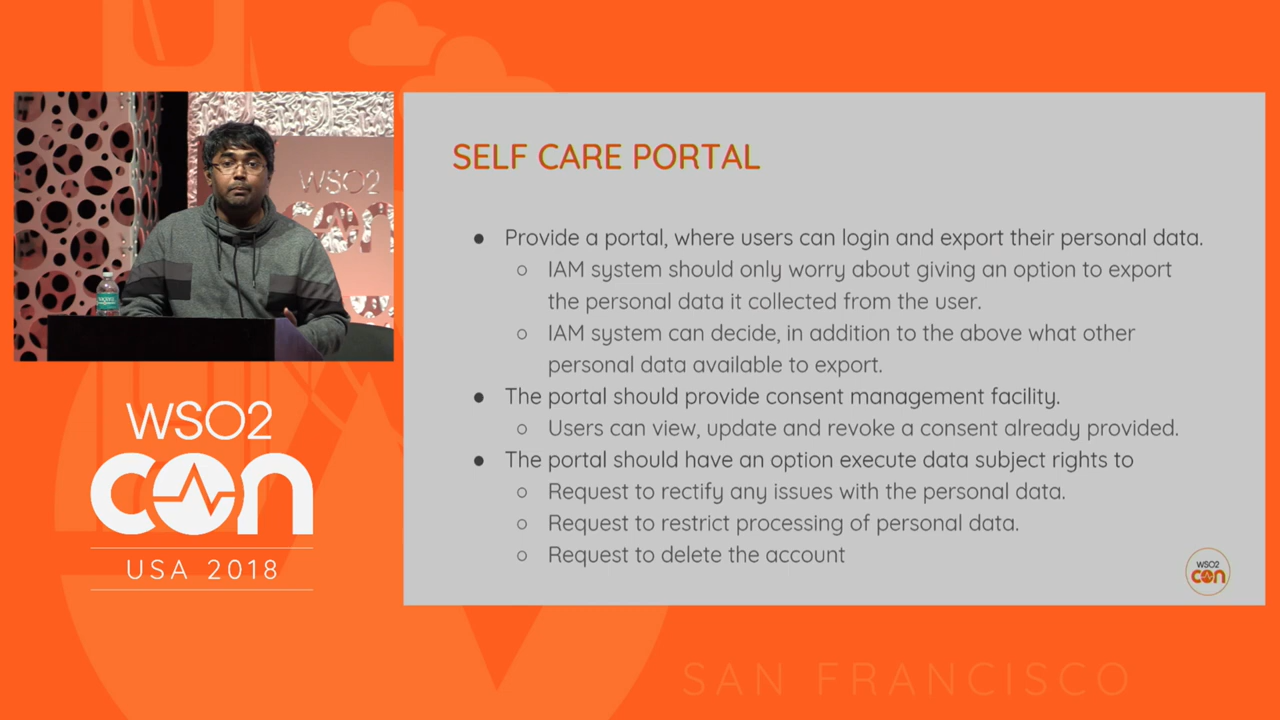 WSO2
con
SELF CARE PORTAL
● Provide a portal, where users can login and export their personal data.
○ IAM system should only worry about giving an option to export
the personal data it collected from the user.
○ IAM system can decide, in addition to the above what other
personal data available to export.
● The portal should provide consent management facility.
○ Users can view, update and revoke a consent already provided.
● The portal should have an option execute data subject rights to
○ Request to rectify any issues with the personal data.
○ Request to restrict processing of personal data.
○ Request to delete the account
WSO2
con
WSO2
con
USA 2018
SAN FRANCISCO